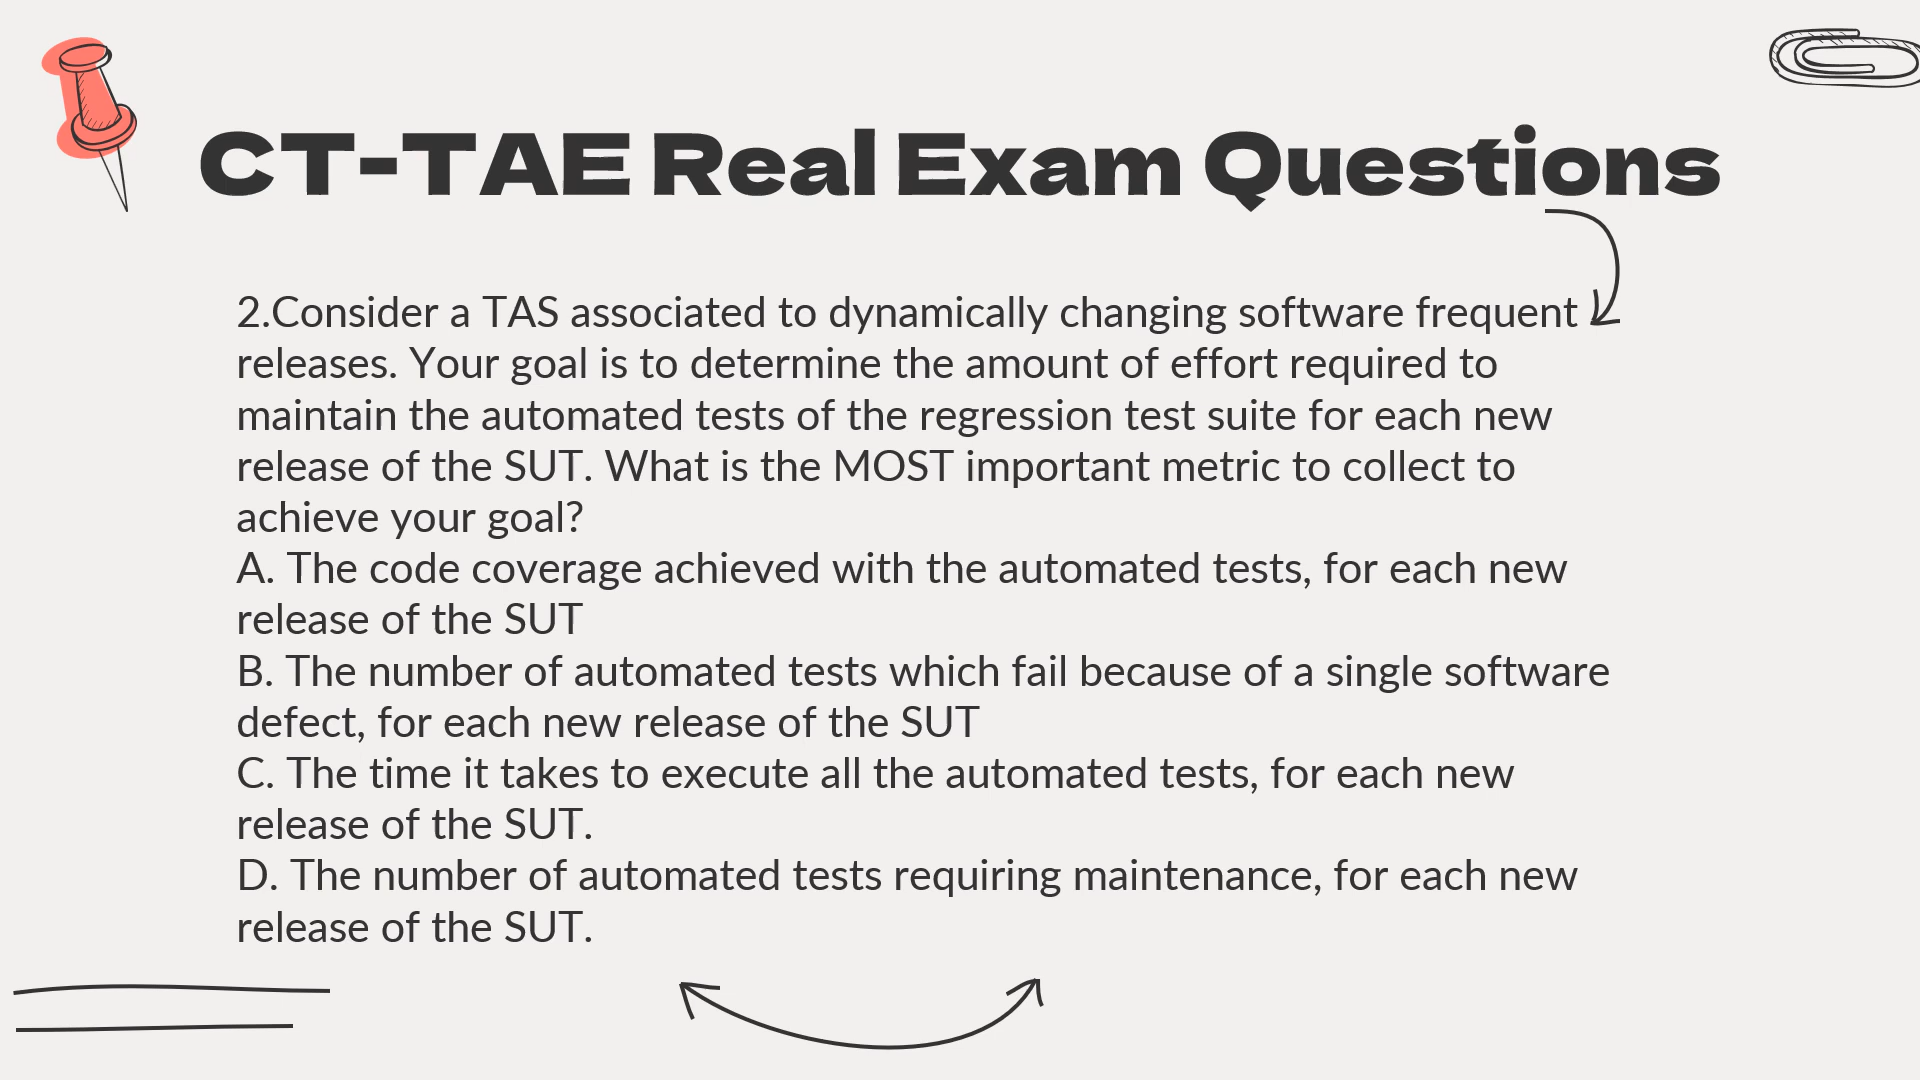 CT-TAE Real Exam Questions
2.Consider a TAS associated to dynamically changing software frequent
releases. Your goal is to determine the amount of effort required to
maintain the automated tests of the regression test suite for each new
release of the SUT. What is the MOST important metric to collect to
achieve your goal?
A. The code coverage achieved with the automated tests, for each new
release of the SUT
B. The number of automated tests which fail because of a single software
defect, for each new release of the SUT
C. The time it takes to execute all the automated tests, for each new
release of the SUT.
D. The number of automated tests requiring maintenance, for each new
release of the SUT.